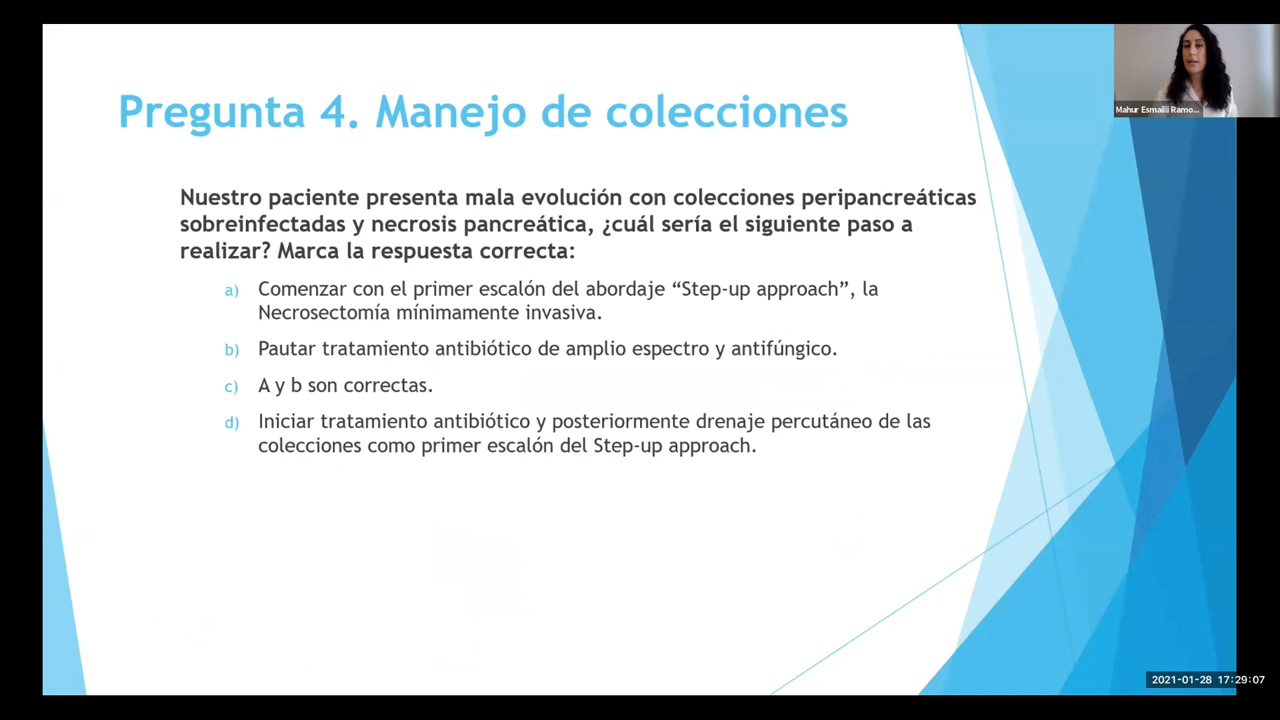 Pregunta 4. Manejo de colecciones
Mahur Esmailli Ramo...
Nuestro paciente presenta mala evolución con colecciones peripancreáticas
sobreinfectadas y necrosis pancreática, ¿cuál sería el siguiente paso a
realizar? Marca la respuesta correcta:
a) Comenzar con el primer escalón del abordaje “Step-up approach”, la
Necrosectomía mínimamente invasiva.
b) Pautar tratamiento antibiótico de amplio espectro y antifúngico.
c) A y b son correctas.
d) Iniciar tratamiento antibiótico y posteriormente drenaje percutáneo de las
colecciones como primer escalón del Step-up approach.
2021-01-28 17:29:07